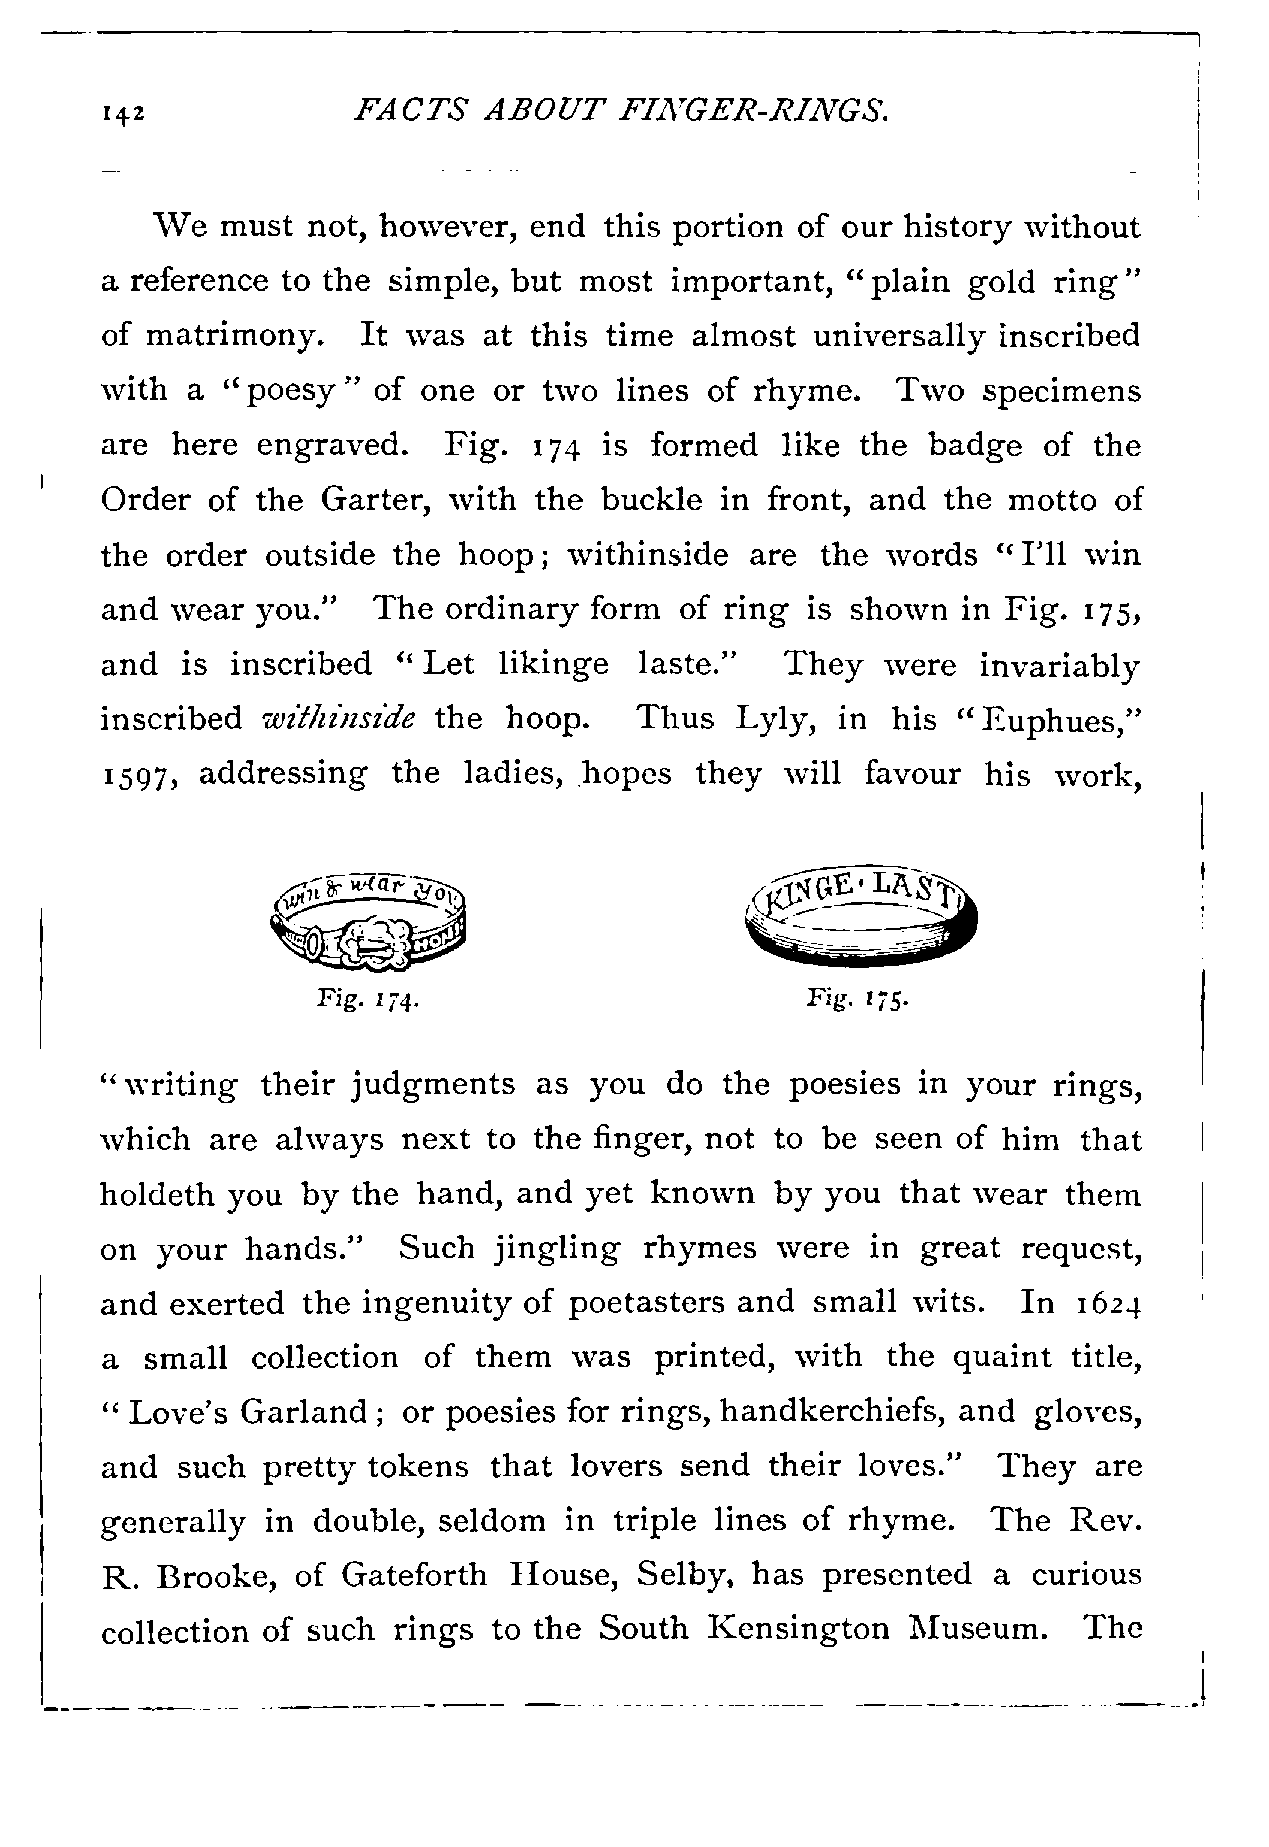 142 FACTS ABOUT FINGER-RINGS.
We must not, however, end this portion of our history without
a reference to the simple, but most important, “plain gold ring”
of matrimony. It was at this time almost universally inscribed
with a “poesy” of one or two lines of rhyme. Two specimens
are here engraved. Fig. 174 is formed like the badge of the
Order of the Garter, with the buckle in front, and the motto of
the order outside the hoop; withinside are the words “I’ll win
and wear you.” The ordinary form of ring is shown in Fig. 175,
and is inscribed “Let likinge laste.” They were invariably
inscribed withinside the hoop. Thus Lyly, in his “Euphues,”
1597, addressing the ladies, hopes they will favour his work,
win & wear you
HONI
KINGE · LAST
Fig. 174. Fig. 175.
“writing their judgments as you do the poesies in your rings,
which are always next to the finger, not to be seen of him that
holdeth you by the hand, and yet known by you that wear them
on your hands.” Such jingling rhymes were in great request,
and exerted the ingenuity of poetasters and small wits. In 1624
a small collection of them was printed, with the quaint title,
“Love’s Garland; or poesies for rings, handkerchiefs, and gloves,
and such pretty tokens that lovers send their loves.” They are
generally in double, seldom in triple lines of rhyme. The Rev.
R. Brooke, of Gateforth House, Selby, has presented a curious
collection of such rings to the South Kensington Museum. The